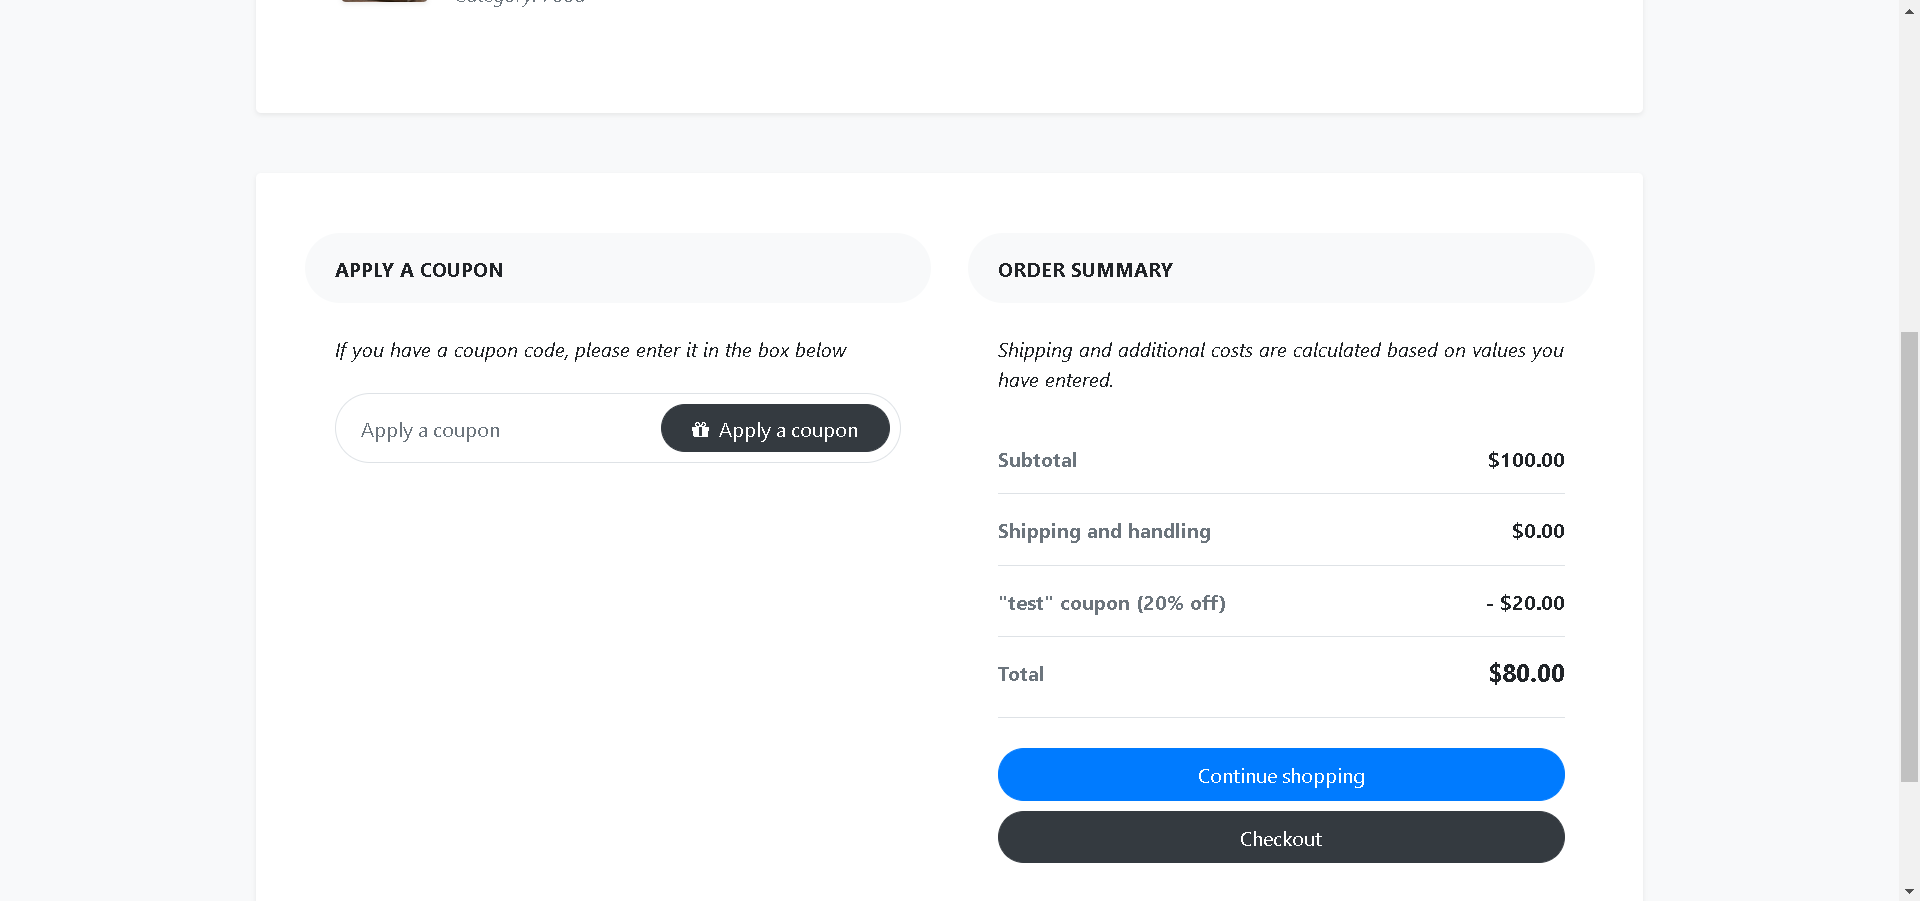 Category: Food
APPLY A COUPON
If you have a coupon code, please enter it in the box below
Apply a coupon
Apply a coupon
ORDER SUMMARY
Shipping and additional costs are calculated based on values you
have entered.
Subtotal $100.00
Shipping and handling $0.00
"test" coupon (20% off) - $20.00
Total $80.00
Continue shopping
Checkout